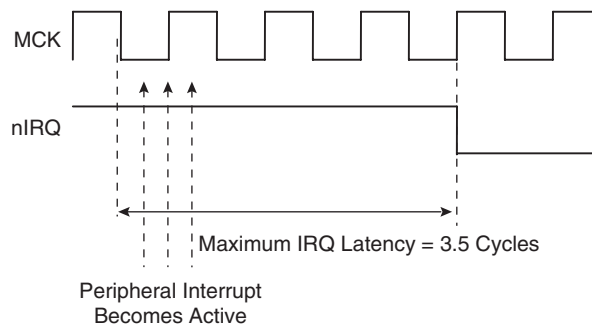 MCK
nIRQ
Maximum IRQ Latency = 3.5 Cycles
Peripheral Interrupt
Becomes Active